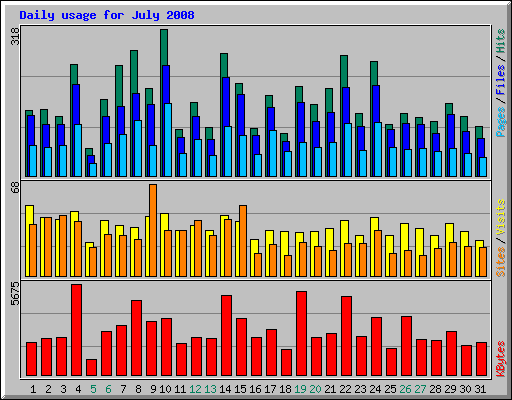 Daily usage for July 2008
318
Pages / Files / Hits
68
Sites / Visits
5675
KBytes
1 2 3 4 5 6 7 8 9 10 11 12 13 14 15 16 17 18 19 20 21 22 23 24 25 26 27 28 29 30 31